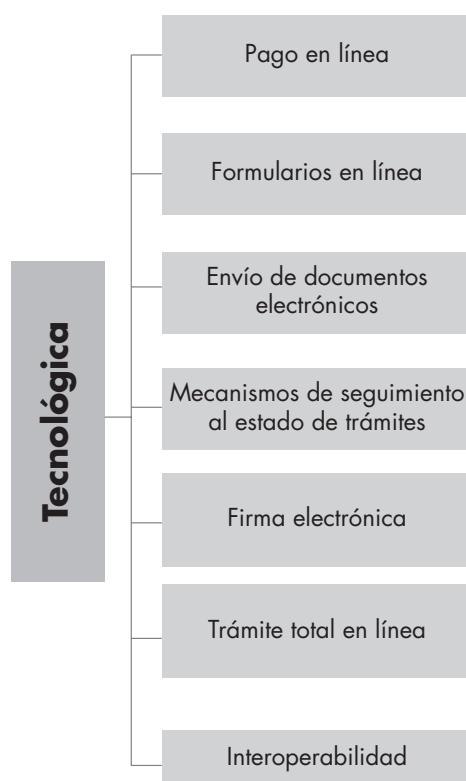 Tecnológica
Pago en línea
Formularios en línea
Envío de documentos
electrónicos
Mecanismos de seguimiento
al estado de trámites
Firma electrónica
Trámite total en línea
Interoperabilidad